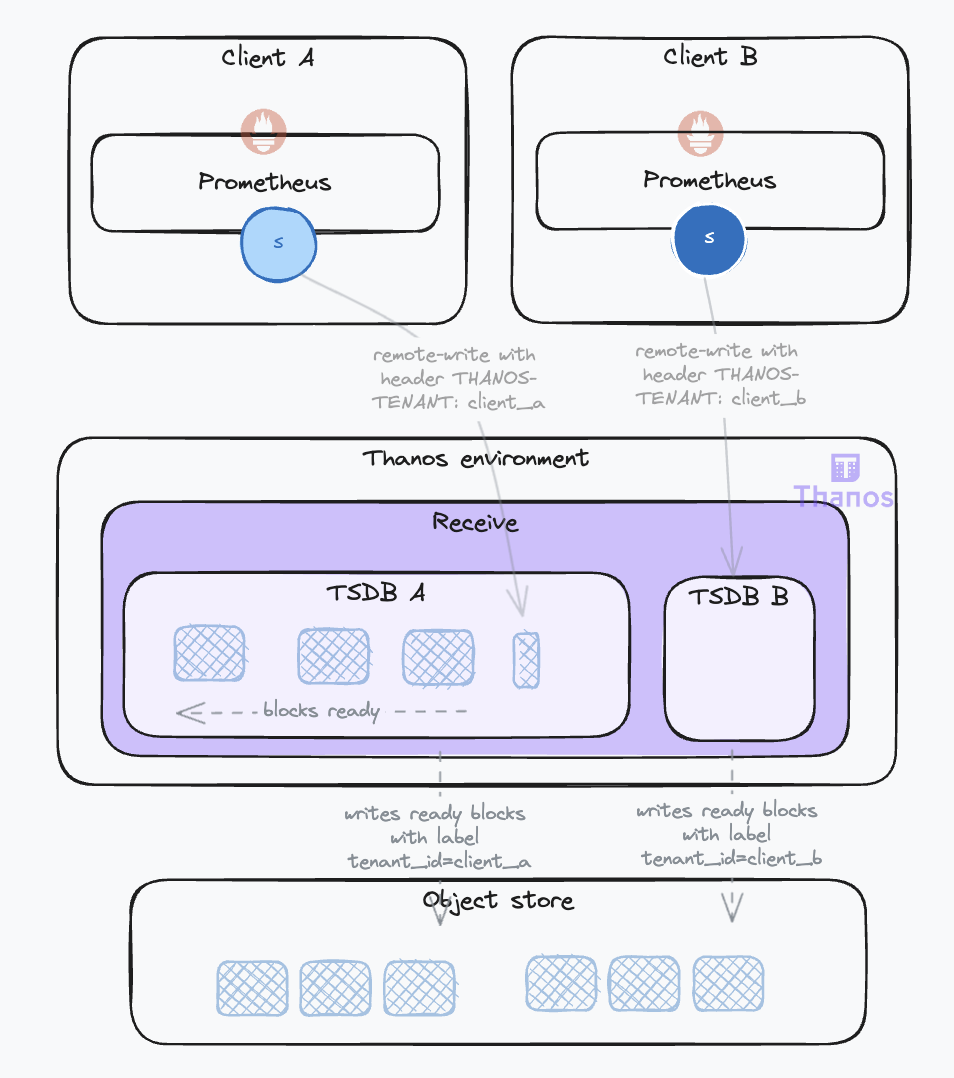 Client A
Client B
Prometheus
Prometheus
s
s
remote-write with
header THANOS-
TENANT: client_a
remote-write with
header THANOS-
TENANT: client_b
Thanos environment
Thanos
Receive
TSDB A
TSDB B
blocks ready
writes ready blocks
with label
tenant_id=client_a
writes ready blocks
with label
tenant_id=client_b
Object store